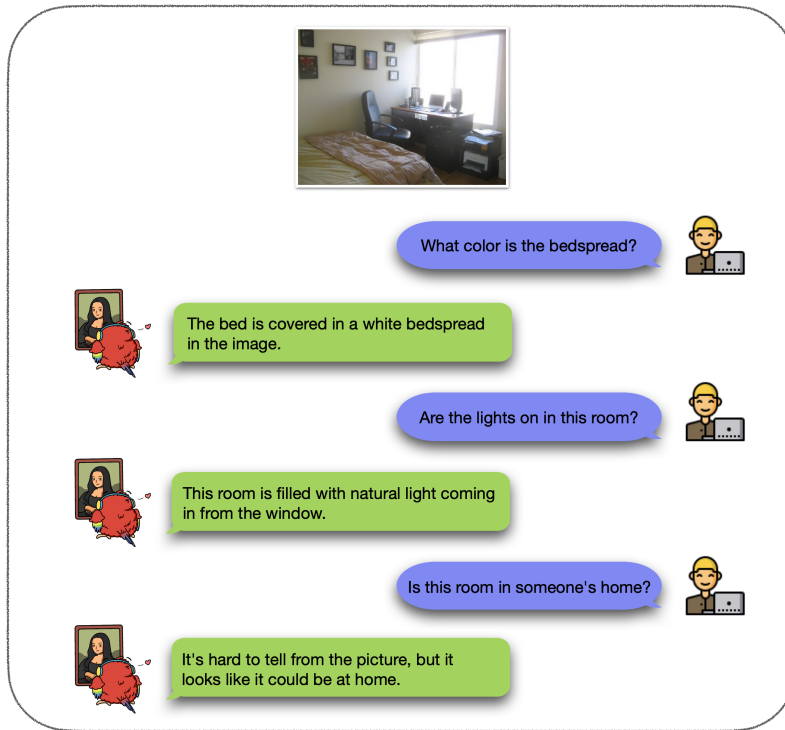 What color is the bedspread?
The bed is covered in a white bedspread
in the image.
Are the lights on in this room?
This room is filled with natural light coming
in from the window.
Is this room in someone's home?
It's hard to tell from the picture, but it
looks like it could be at home.